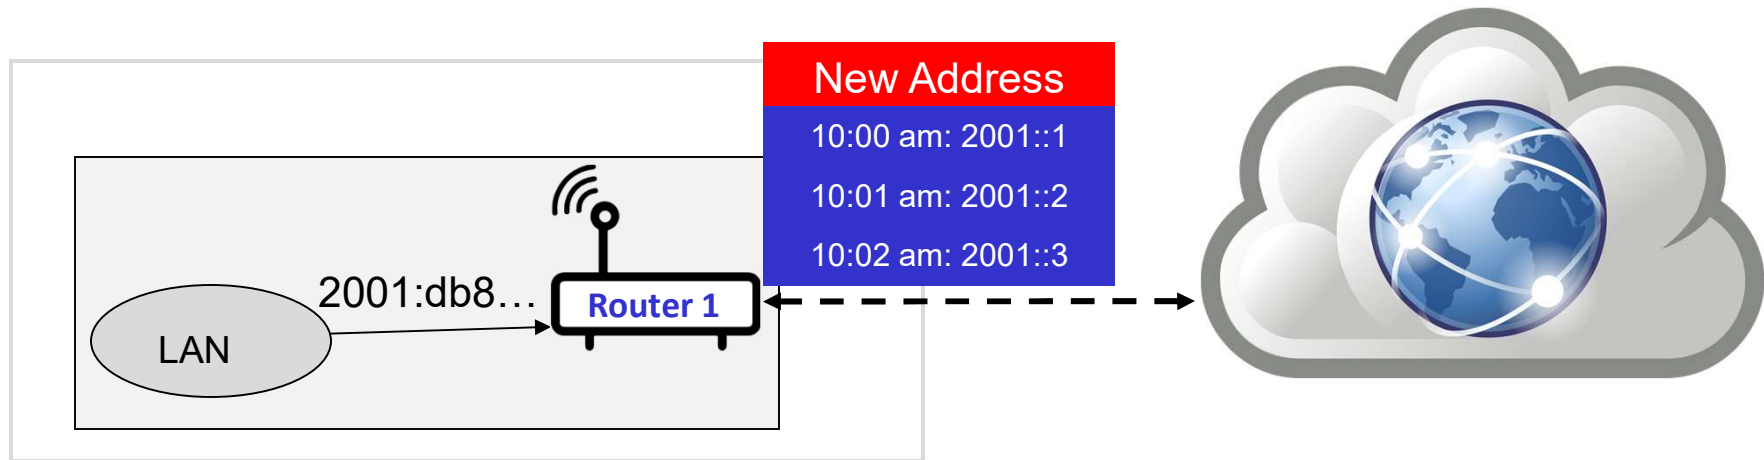 New Address
10:00 am: 2001::1
10:01 am: 2001::2
10:02 am: 2001::3
2001:db8…
Router 1
LAN